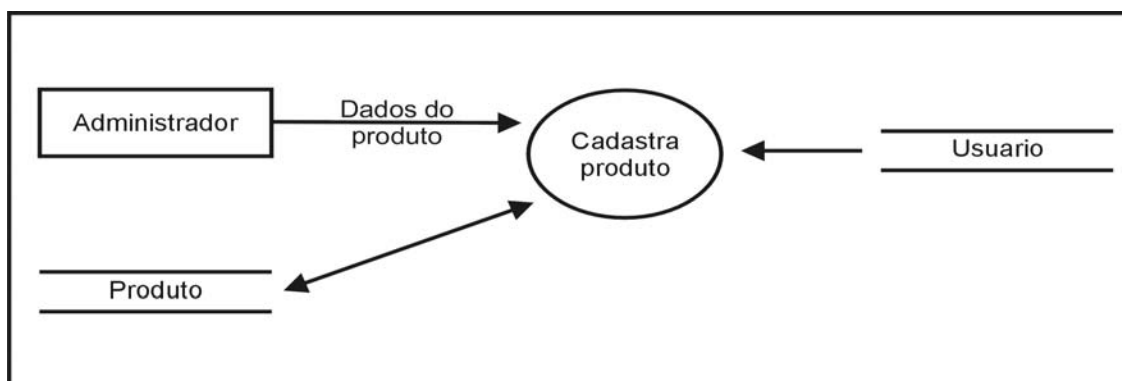 Administrador
Dados do
produto
Cadastra
produto
Usuario
Produto